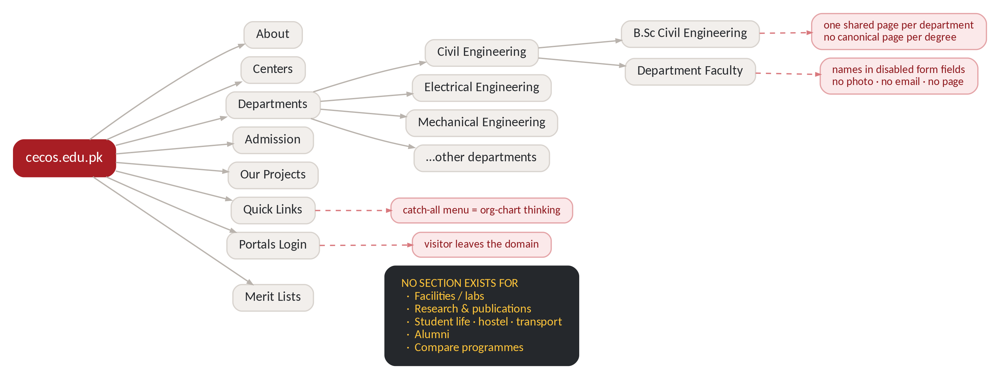 cecos.edu.pk
About
Centers
Departments
Admission
Our Projects
Quick Links
Portals Login
Merit Lists
Civil Engineering
Electrical Engineering
Mechanical Engineering
...other departments
catch-all menu = org-chart thinking
visitor leaves the domain
NO SECTION EXISTS FOR
· Facilities / labs
· Research & publications
· Student life · hostel · transport
· Alumni
· Compare programmes
B.Sc Civil Engineering
Department Faculty
one shared page per department
no canonical page per degree
names in disabled form fields
no photo · no email · no page